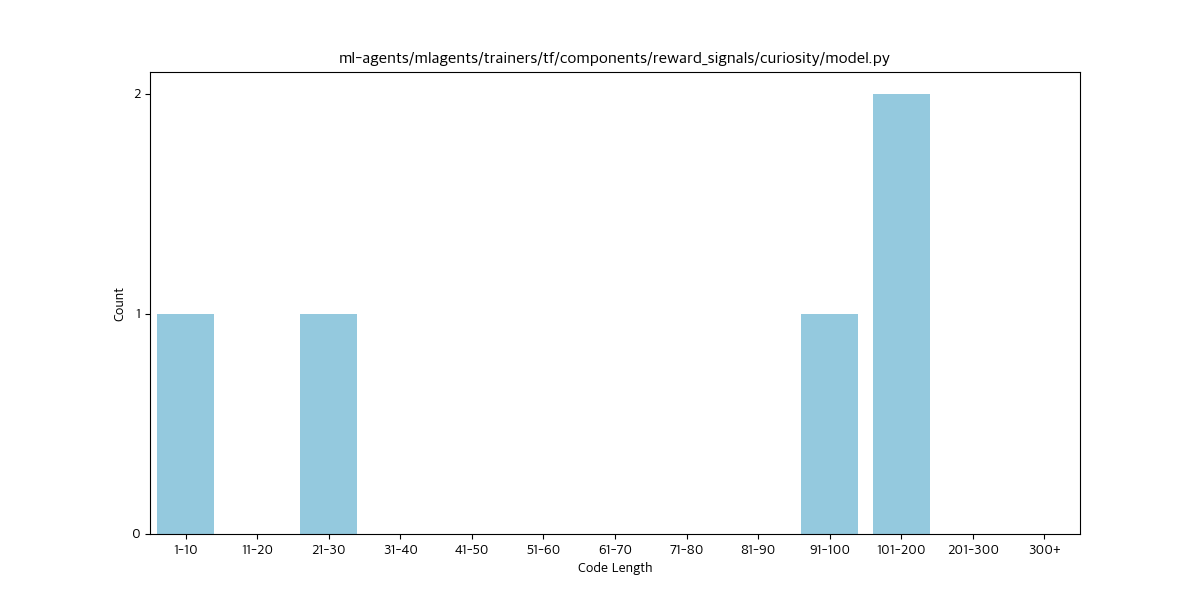 ml-agents/mlagents/trainers/tf/components/reward_signals/curiosity/model.py
2
1
0
Count
1-10 11-20 21-30 31-40 41-50 51-60 61-70 71-80 81-90 91-100 101-200 201-300 300+
Code Length